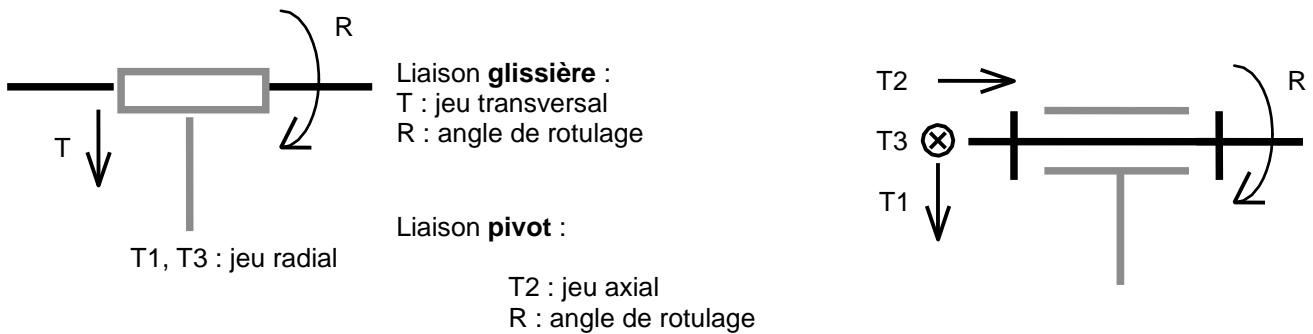 R
Liaison glissière :
T : jeu transversal
R : angle de rotulage
T
T1, T3 : jeu radial
Liaison pivot :
T2 : jeu axial
R : angle de rotulage
T2
R
T3
T1